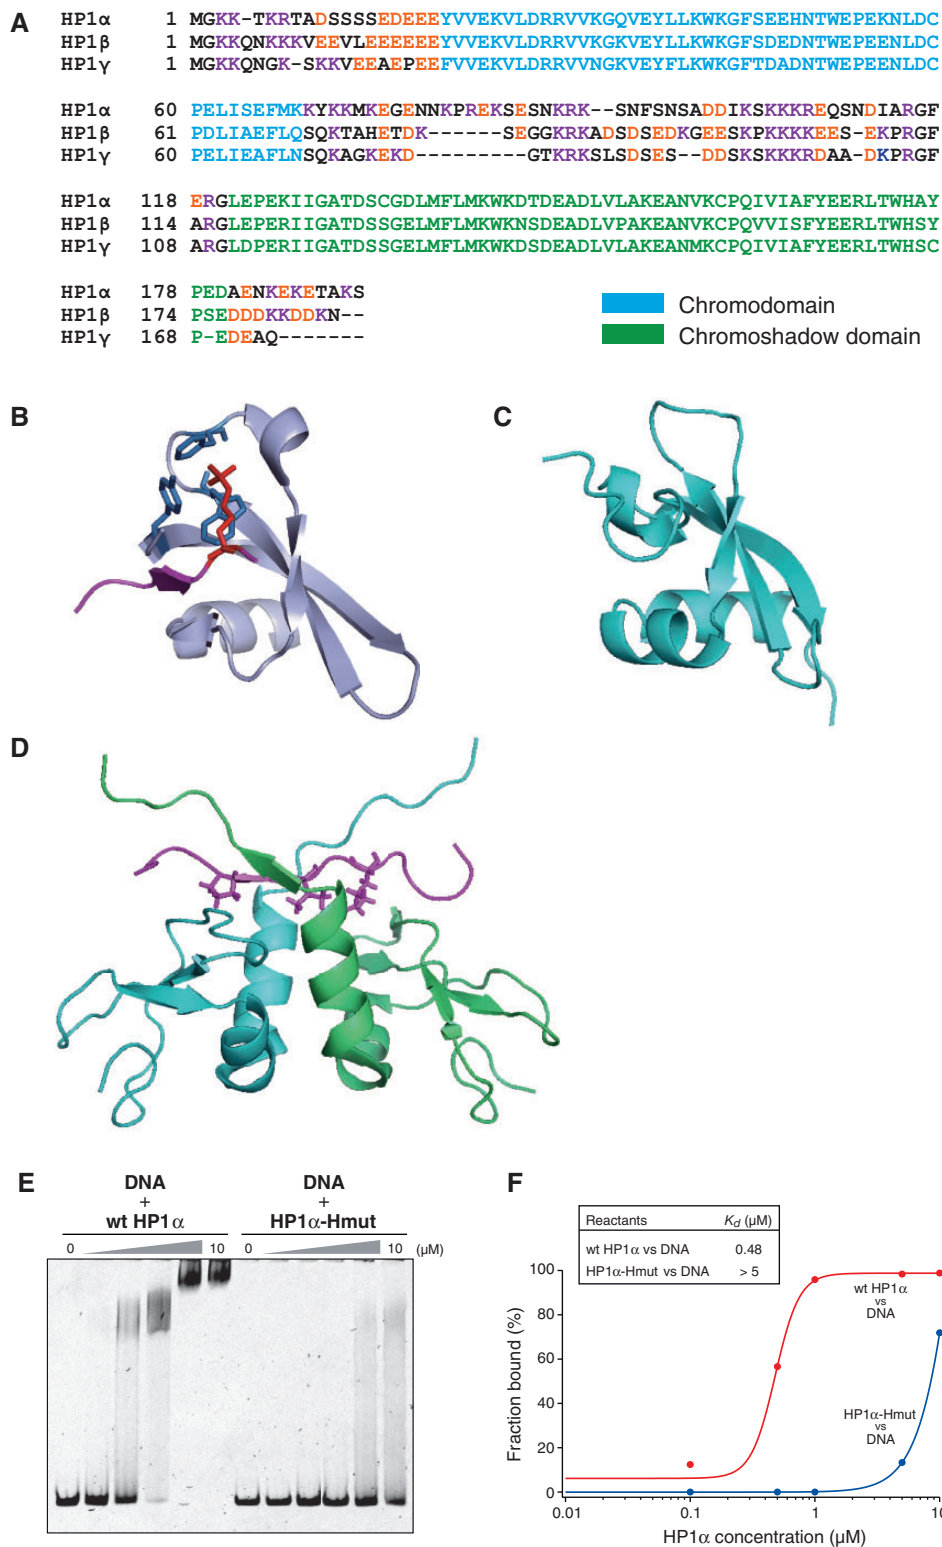 A
HP1α 1 MGKK-TKRTADSSSSEDEEEYVVEKVLDRRVVKGQVEYLLKWKGFSEEHNTWEPEKNLDC
HP1β 1 MGKKQNKKKVEEVLEEEEEEYVVEKVLDRRVVKGKVEYLLKWKGFSDEDNTWEPEENLDC
HP1γ 1 MGKKQNGK-SKKVEEAEPEEFVVEKVLDRRVVNGKVEYFLKWKGFTDADNTWEPEENLDC
HP1α 60 PELISEFMKKYKKMKEGENNKPREKSESNKRK--SNFSNSADDIKSKKKREQSNDIARGF
HP1β 61 PDLIAEFLQSQKTAHETDK-------SEGGKRKADSDSEDKGEESKPKKKKEES-EKPRGF
HP1γ 60 PELIEAFLNSQKAGKEKD---------GTKRKSLSDSES--DDSKSKKKRDAA-DKPRGF
HP1α 118 ERGLEPEKIIGATDSCGDLMFLMKWKDTDEADLVLAKEANVKCPQIVIAFYEERLTWHAY
HP1β 114 ARGLEPERIIGATDSSGELMFLMKWKNSDEADLVPAKEANVKCPQVVISFYEERLTWHSY
HP1γ 108 ARGLDPERIIGATDSSGELMFLMKWKDSDEADLVLAKEANMKCPQIVIAFYEERLTWHSC
HP1α 178 PEDAENKEKETAKS
HP1β 174 PSEDDDKKDDKN--
HP1γ 168 P-EDEAQ-------
Chromodomain
Chromoshadow domain
B
C
D
E
DNA
+
wt HP1α
DNA
+
HP1α-Hmut
0 10 0 10 (μM)
F
Reactants Kd (μM)
wt HP1α vs DNA 0.48
HP1α-Hmut vs DNA > 5
Fraction bound (%)
100
80
60
40
20
0
wt HP1α
vs
DNA
HP1α-Hmut
vs
DNA
0.01 0.1 1 10
HP1α concentration (μM)